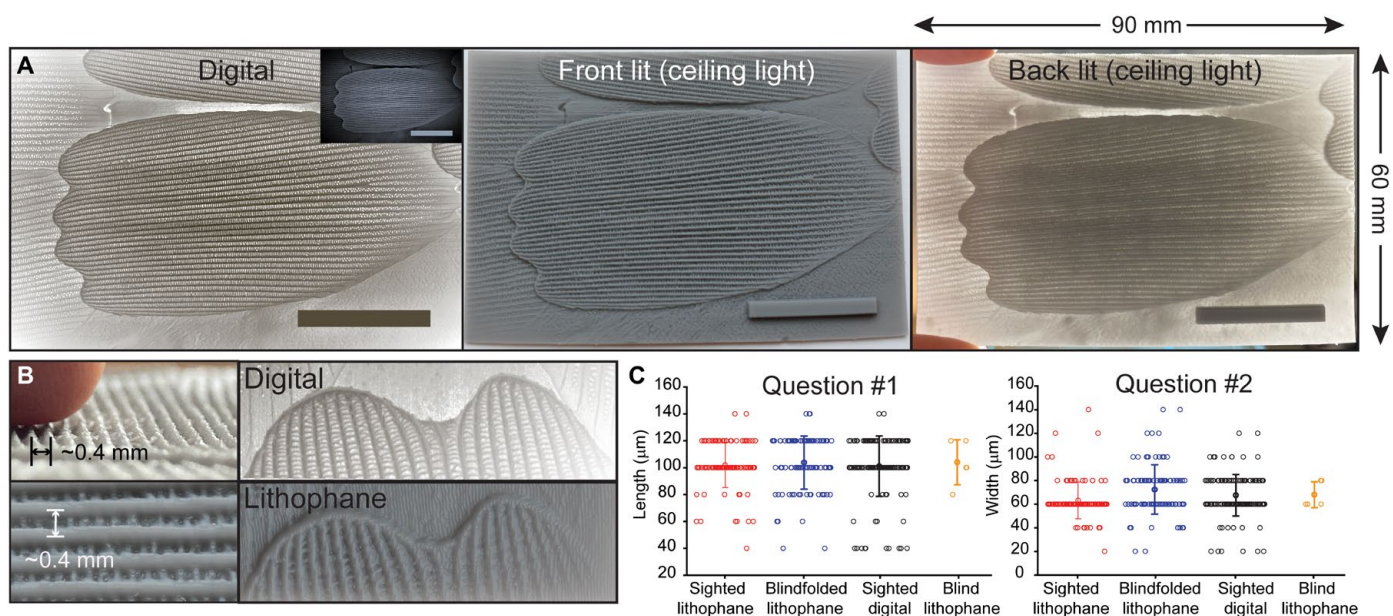 90 mm
A
Digital
Front lit (ceiling light)
Back lit (ceiling light)
60 mm
B
~0.4 mm
Digital
~0.4 mm
Lithophane
C
Question #1
Length (μm)
160
140
120
100
80
60
40
20
Sighted lithophane
Blindfolded lithophane
Sighted digital
Blind lithophane
Question #2
Width (μm)
160
140
120
100
80
60
40
20
0
Sighted lithophane
Blindfolded lithophane
Sighted digital
Blind lithophane